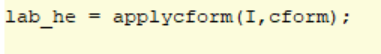 lab_he = applycform(I,cform);